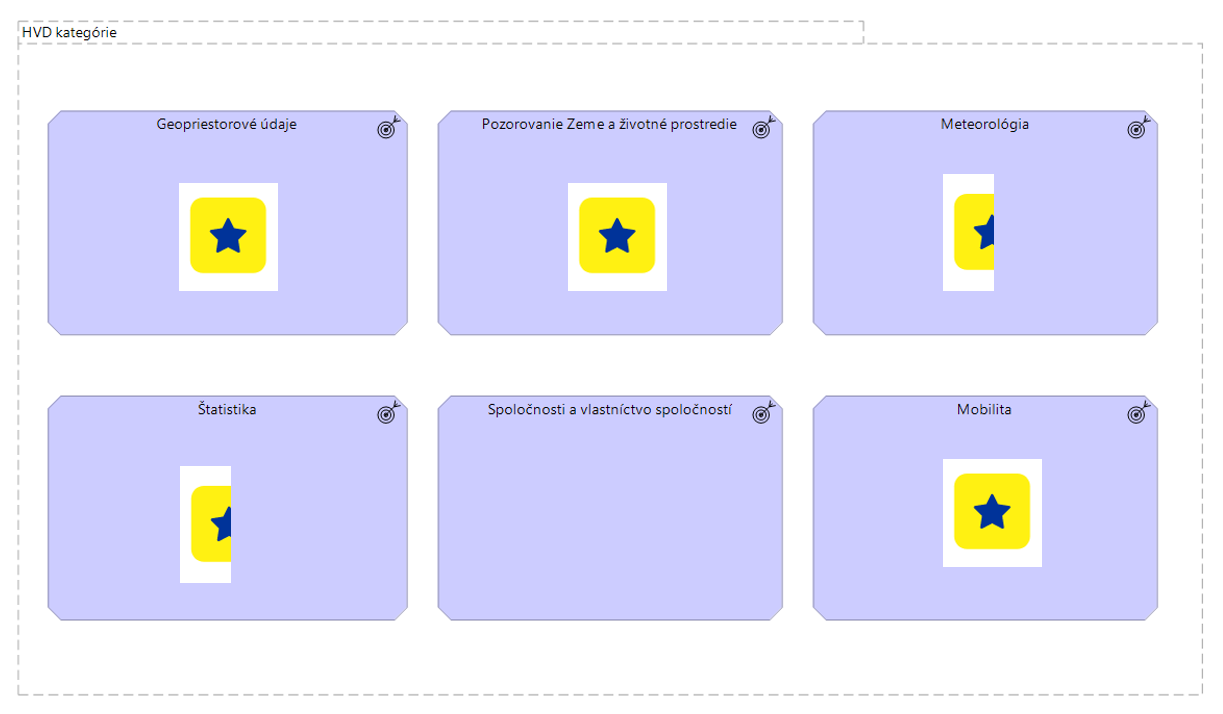 HVD kategórie
Geopriestorové údaje
Pozorovanie Zeme a životné prostredie
Meteorológia
Štatistika
Spoločnosti a vlastníctvo spoločností
Mobilita